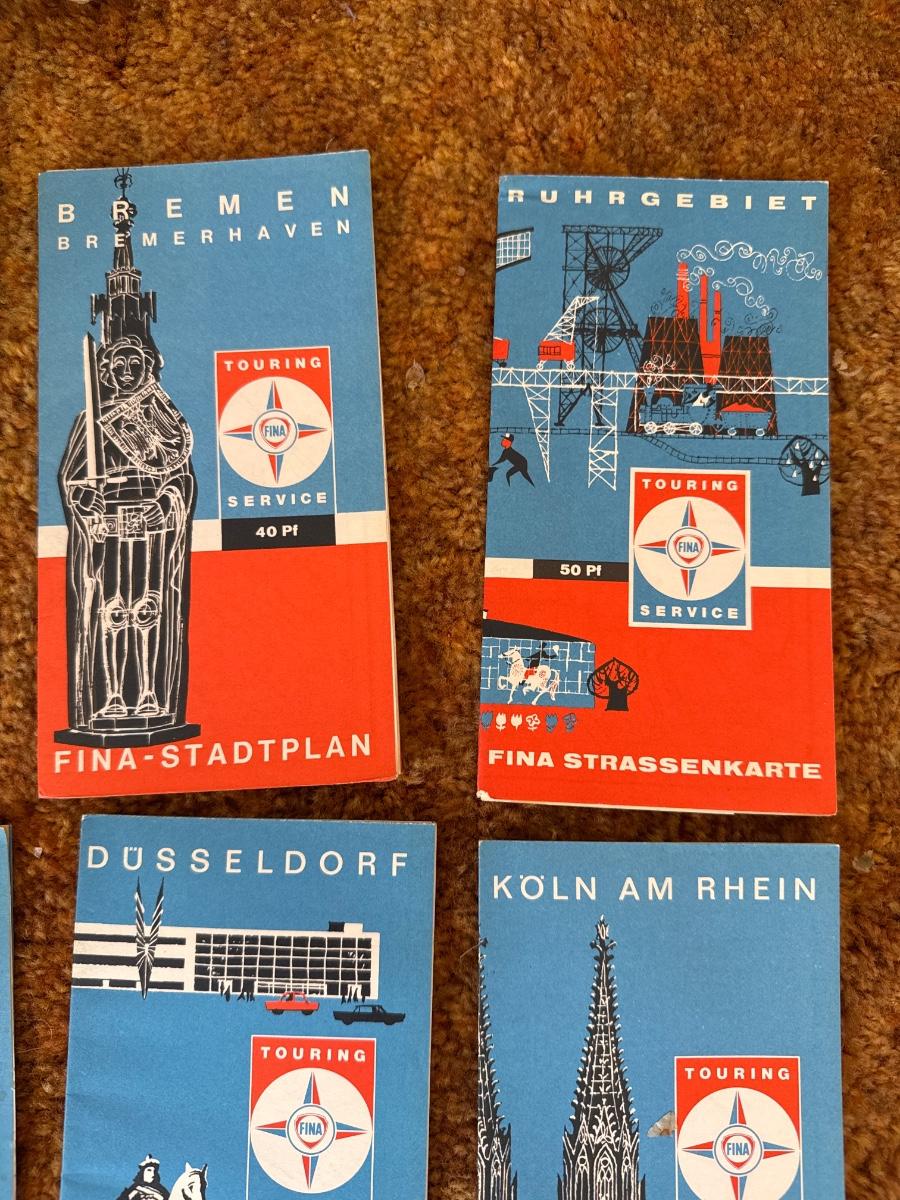 BREMEN
BREMERHAVEN
TOURING
FINA
SERVICE
40 Pf
FINA-STADTPLAN
RUHRGEBIET
TOURING
FINA
SERVICE
50 Pf
FINA STRASSENKARTE
DÜSSELDORF
TOURING
FINA
KÖLN AM RHEIN
TOURING
FINA